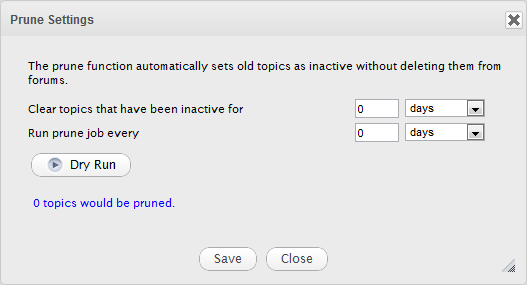 Prune Settings
The prune function automatically sets old topics as inactive without deleting them from
forums.
Clear topics that have been inactive for 0 days
Run prune job every 0 days
Dry Run
0 topics would be pruned.
Save Close